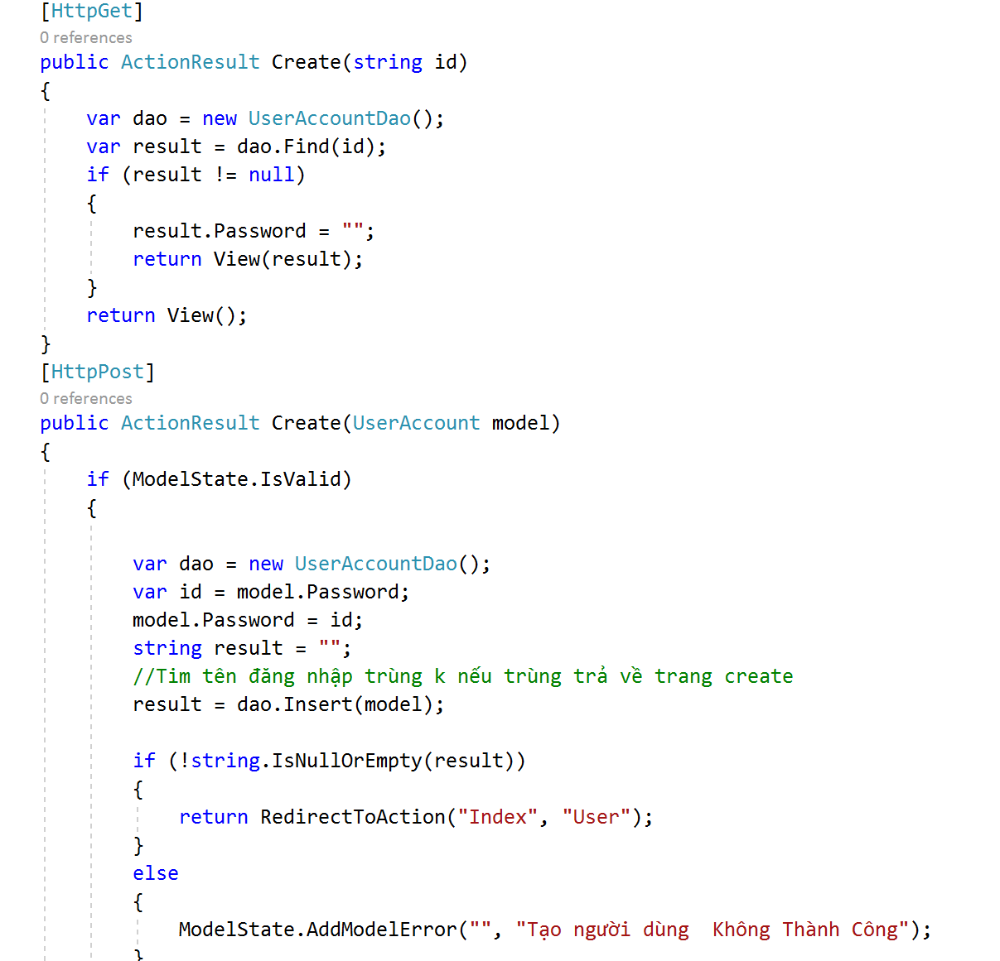 [HttpGet]
0 references
public ActionResult Create(string id)
{
    var dao = new UserAccountDao();
    var result = dao.Find(id);
    if (result != null)
    {
        result.Password = "";
        return View(result);
    }
    return View();
}
[HttpPost]
0 references
public ActionResult Create(UserAccount model)
{
    if (ModelState.IsValid)
    {
        var dao = new UserAccountDao();
        var id = model.Password;
        model.Password = id;
        string result = "";
        //Tim tên đăng nhập trùng k nếu trùng trả về trang create
        result = dao.Insert(model);
        if (!string.IsNullOrEmpty(result))
        {
            return RedirectToAction("Index", "User");
        }
        else
        {
            ModelState.AddModelError("", "Tạo người dùng  Không Thành Công");
        }